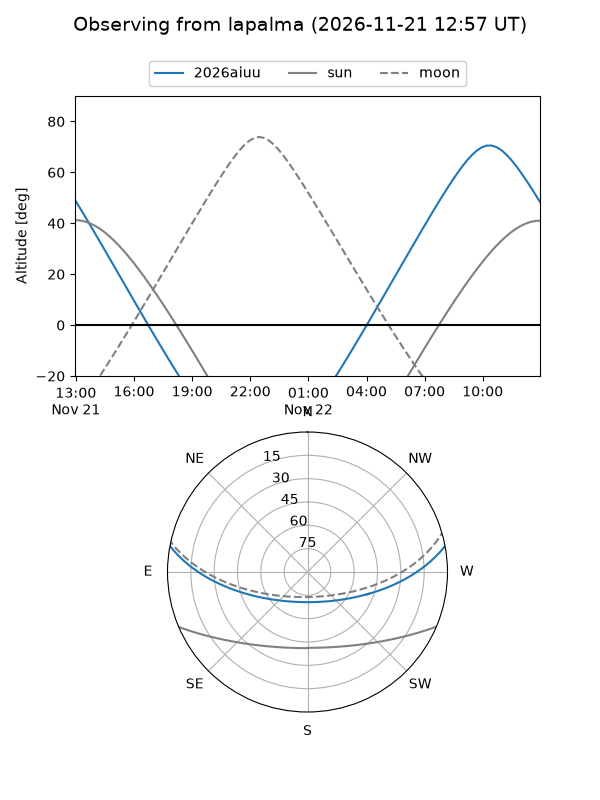 Observing from lapalma (2026-11-21 12:57 UT)
2026aiuu sun moon
Altitude [deg]
80
60
40
20
0
−20
13:00 16:00 19:00 22:00 01:00 04:00 07:00 10:00
Nov 21 Nov 22
N
NE NW
15
30
45
60
75
E W
SE SW
S